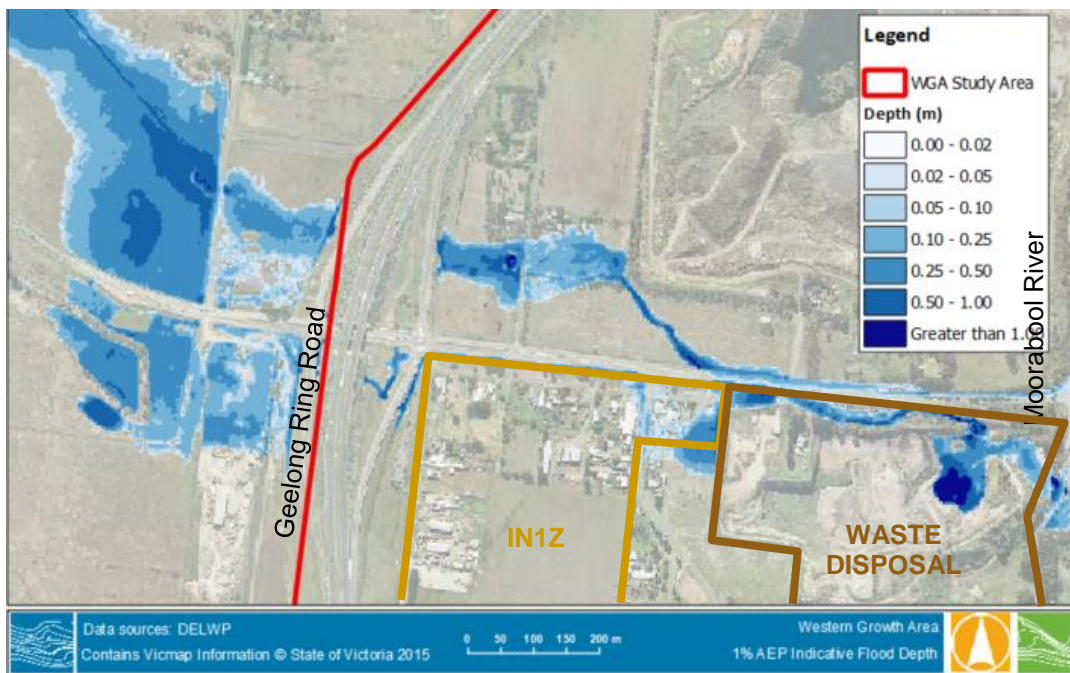 Legend
WGA Study Area
Depth (m)
0.00 - 0.02
0.02 - 0.05
0.05 - 0.10
0.10 - 0.25
0.25 - 0.50
0.50 - 1.00
Greater than 1.00
Moorabool River
Geelong Ring Road
IN1Z
WASTE
DISPOSAL
Data sources: DELWP
Contains Vicmap Information © State of Victoria 2015
0 50 100 150 200 m
Western Growth Area
1% AEP Indicative Flood Depth